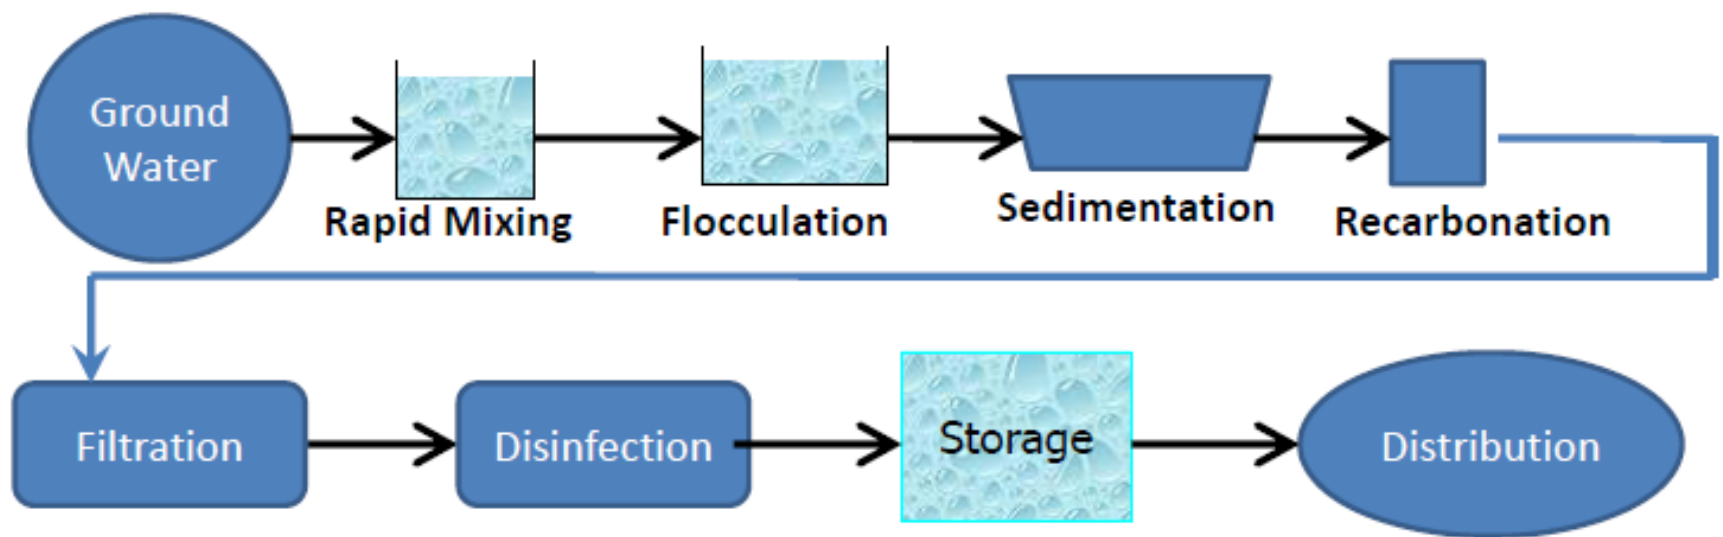 Ground
Water
Rapid Mixing
Flocculation
Sedimentation
Recarbonation
Filtration
Disinfection
Storage
Distribution